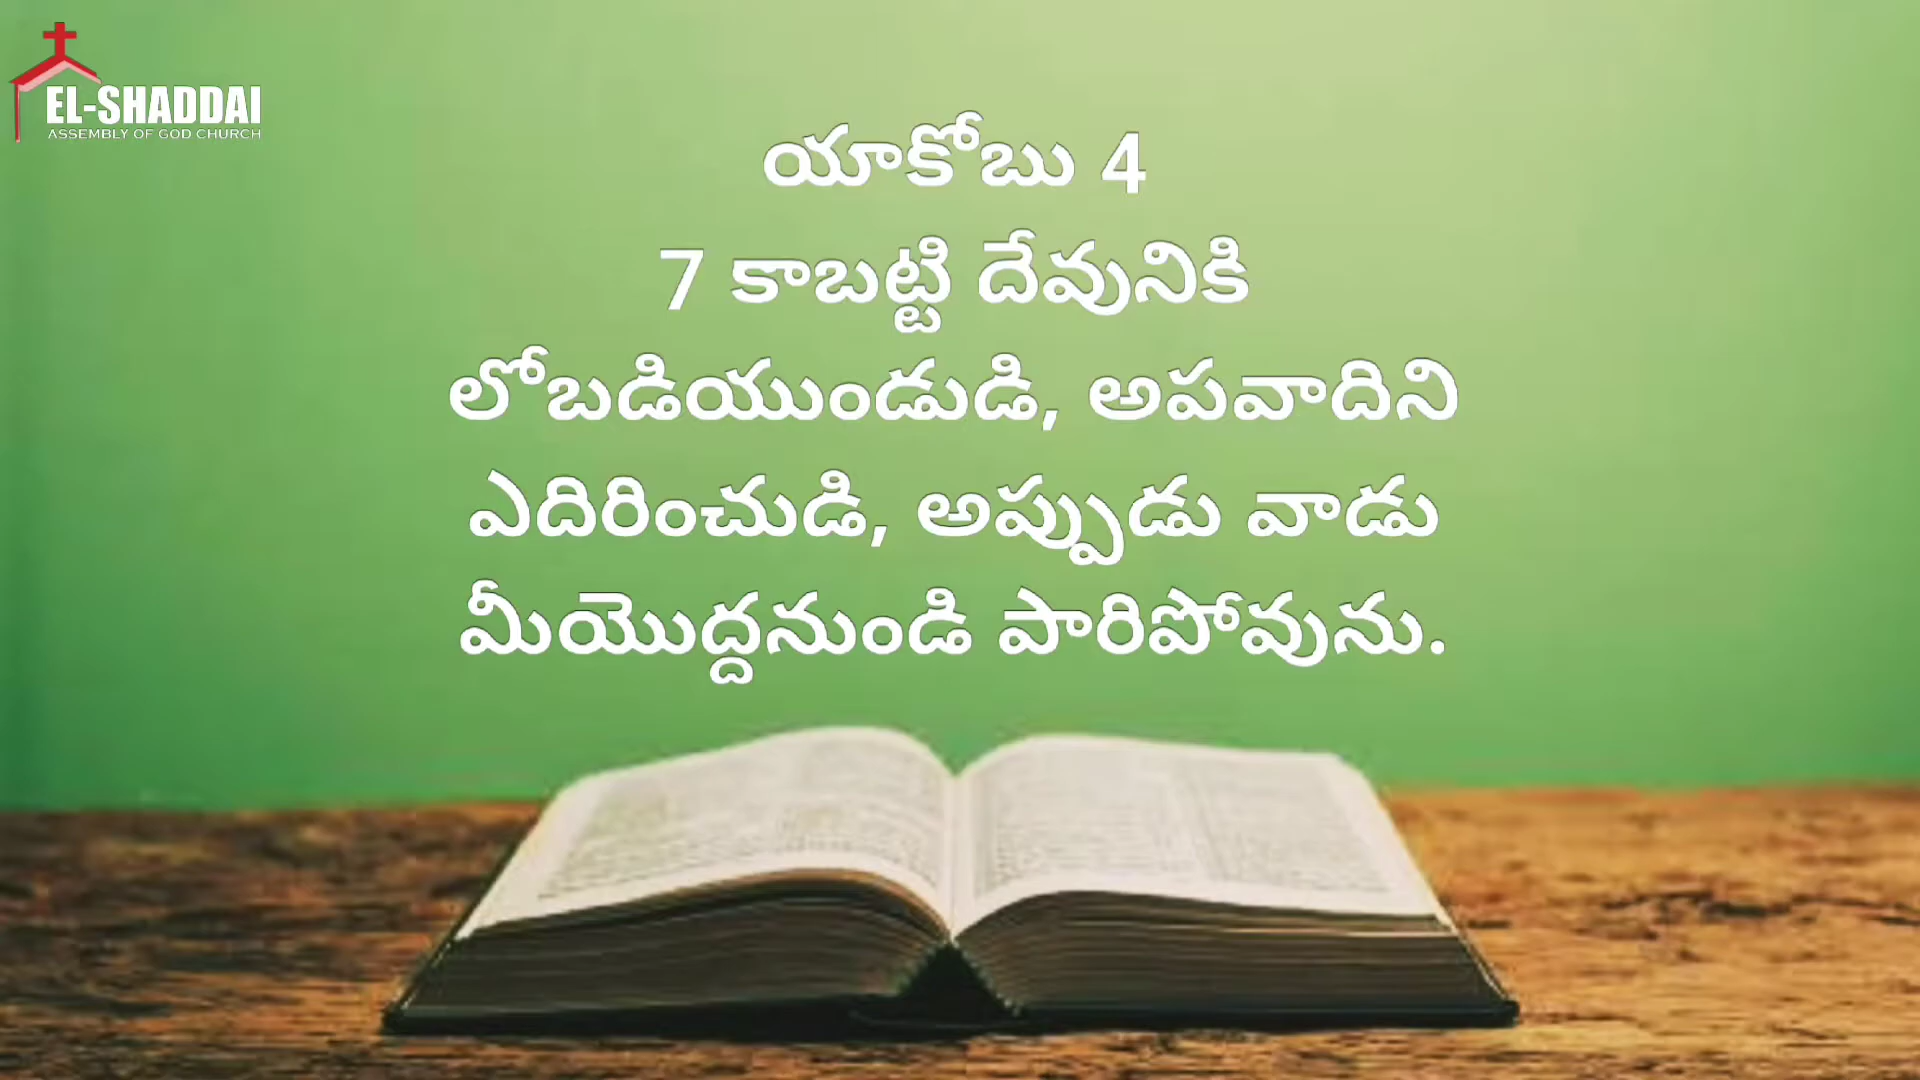 EL-SHADDAI
ASSEMBLY OF GOD CHURCH
యాకోబు 4
7 కాబట్టి దేవునికి
లోబడియుండుడి, అపవాదిని
ఎదిరించుడి, అప్పుడు వాడు
మీయొద్దనుండి పారిపోవును.